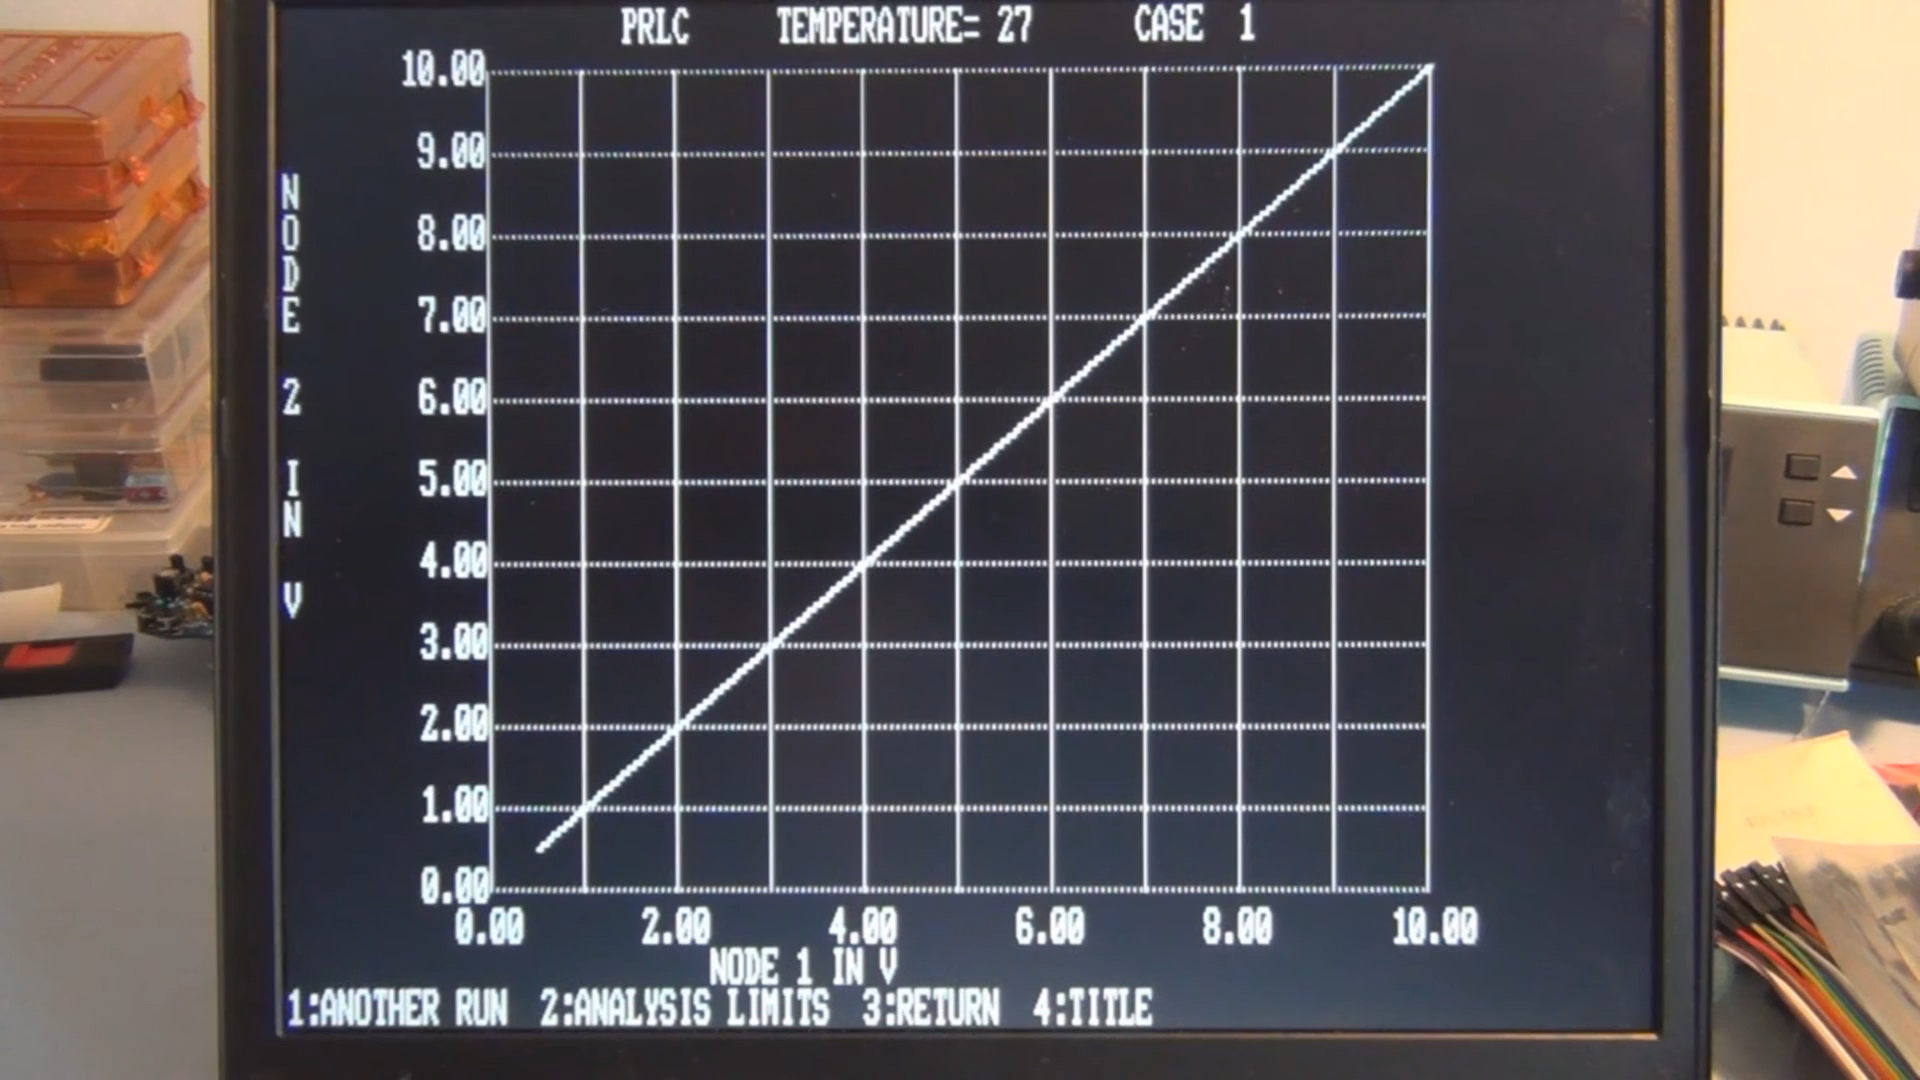 PRLC TEMPERATURE= 27 CASE 1
10.00
9.00
8.00
7.00
6.00
5.00
4.00
3.00
2.00
1.00
0.00
NODE 2 IN V
0.00 2.00 4.00 6.00 8.00 10.00
NODE 1 IN V
1:ANOTHER RUN 2:ANALYSIS LIMITS 3:RETURN 4:TITLE